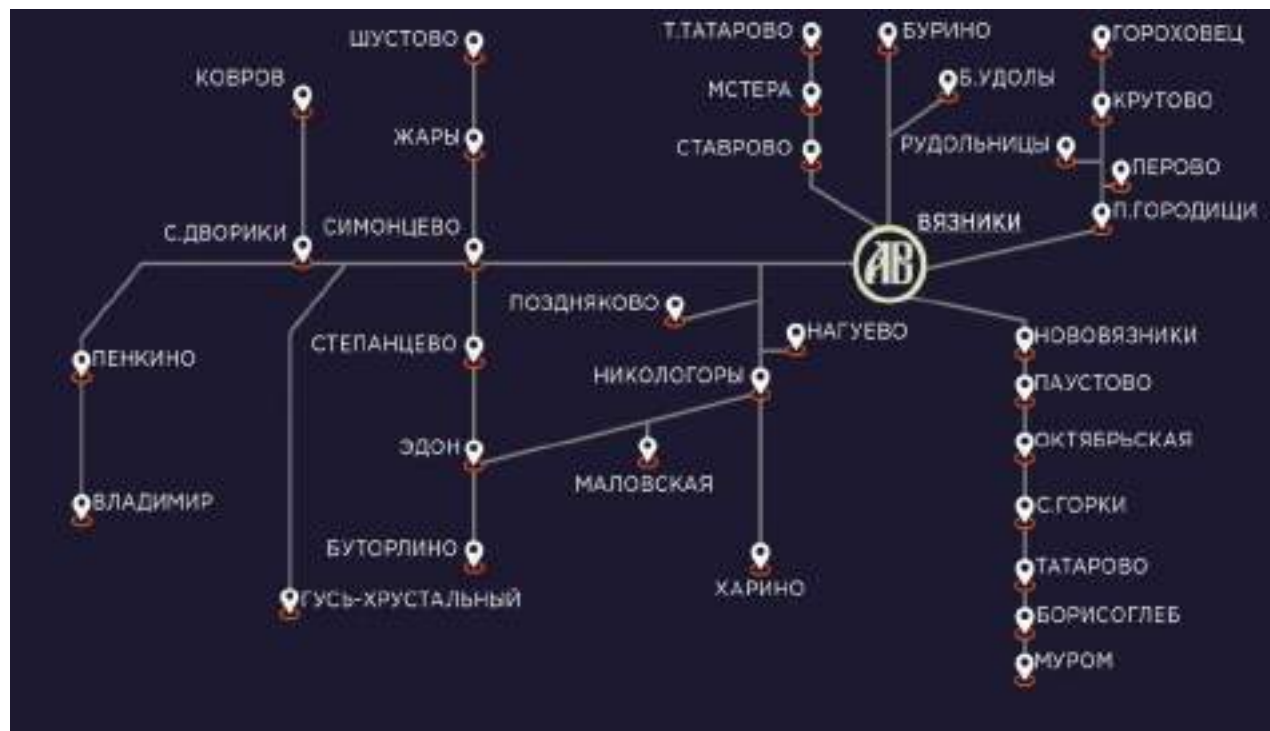 Т.ТАТАРОВО
БУРИНО
ГОРОХОВЕЦ
ШУСТОВО
КОВРОВ
Б.УДОЛЫ
МСТЕРА
КРУТОВО
ЖАРЫ
СТАВРОВО
РУДОЛЬНИЦЫ
ПЕРОВО
П.ГОРОДИЩИ
ВЯЗНИКИ
С.ДВОРИКИ
СИМОНЦЕВО
АВ
ПОЗДНЯКОВО
НАГУЕВО
НОВОВЯЗНИКИ
СТЕПАНЦЕВО
ПЕНКИНО
НИКОЛОГОРЫ
ПАУСТОВО
ЭДОН
ОКТЯБРЬСКАЯ
МАЛОВСКАЯ
ВЛАДИМИР
С.ГОРКИ
БУТОРЛИНО
ТАТАРОВО
ХАРИНО
ГУСЬ-ХРУСТАЛЬНЫЙ
БОРИСОГЛЕБ
МУРОМ